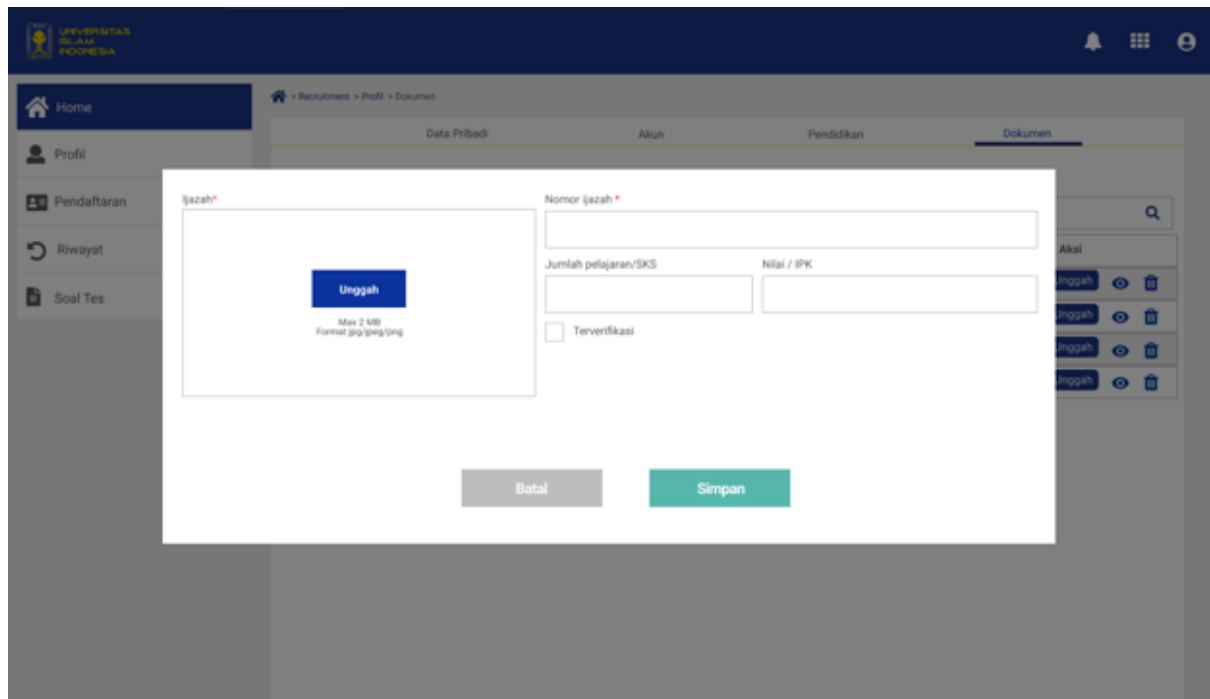 UNIVERSITAS
ISLAM
INDONESIA
Home
> Recruitment > Profil > Dokumen
Data Pribadi Akun Pendidikan Dokumen
Profil
Pendaftaran
Riwayat
Soal Tes
Ijazah*
Unggah
Max 2 MB
Format jpg/jpeg/png
Nomor ijazah *
Jumlah pelajaran/SKS Nilai / IPK
Terverifikasi
Batal Simpan
Aksi
Unggah
Unggah
Unggah
Unggah